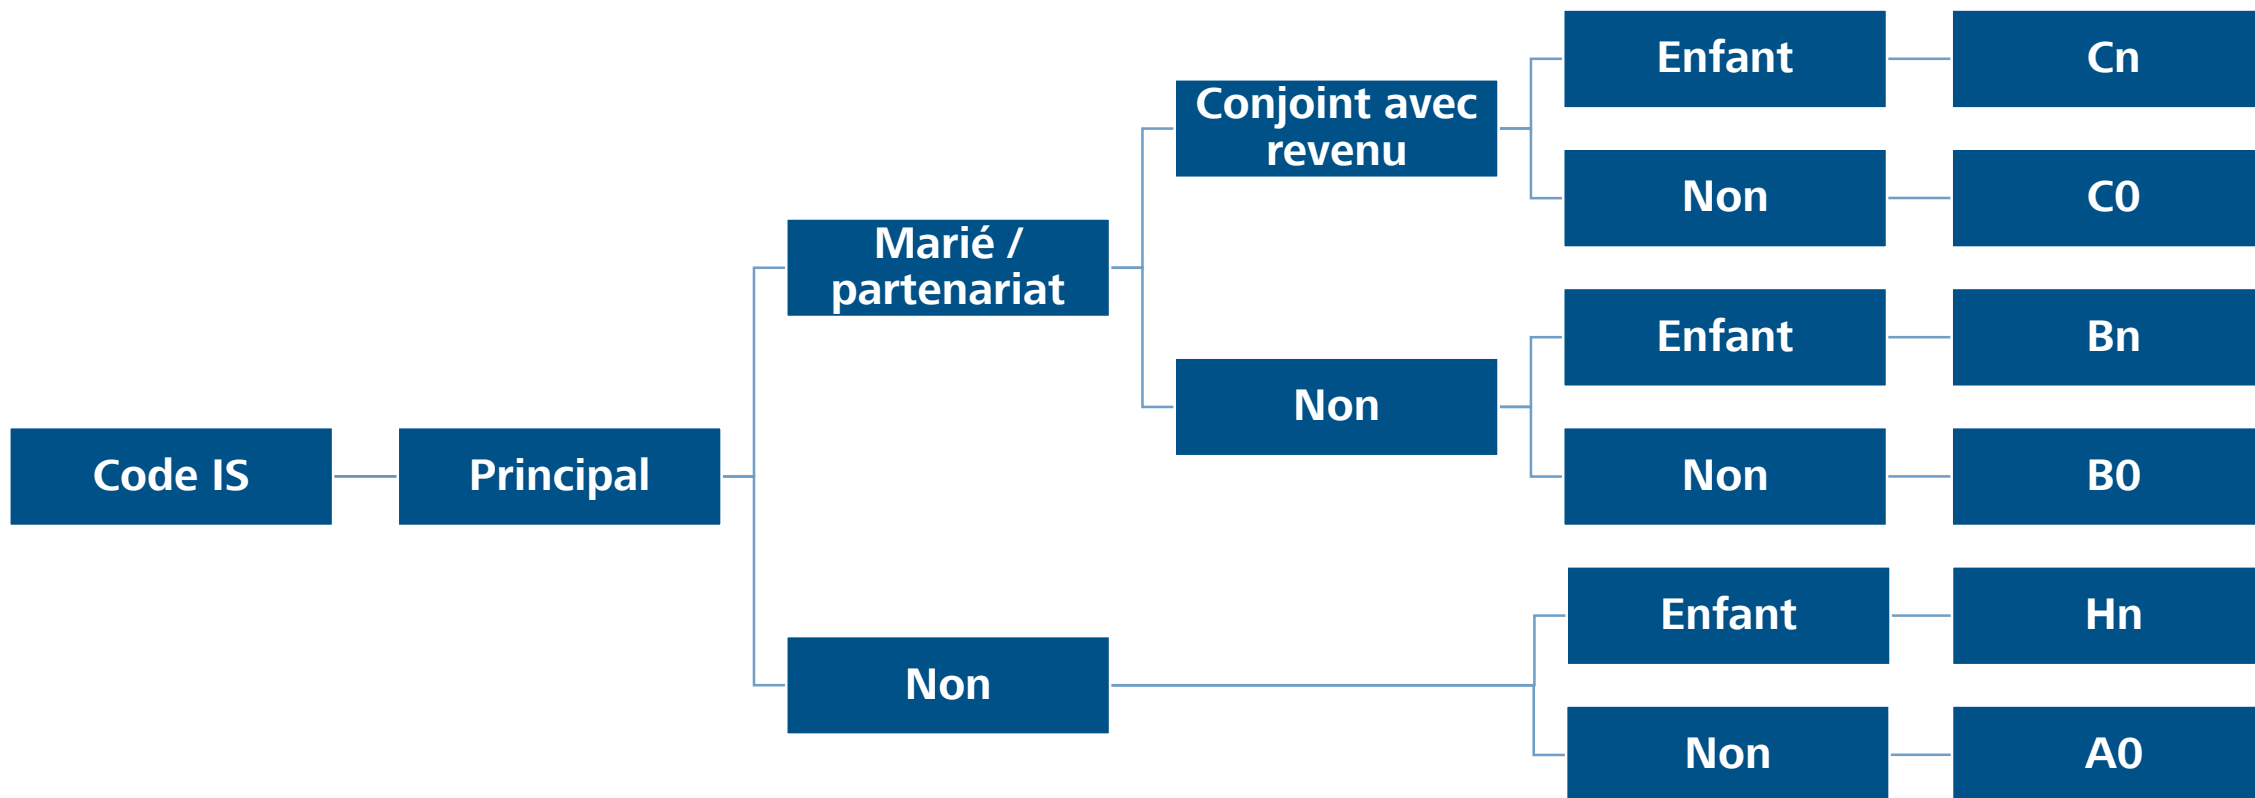 Code IS
Principal
Marié /
partenariat
Conjoint avec
revenu
Enfant
Cn
Non
C0
Non
Enfant
Bn
Non
B0
Non
Enfant
Hn
Non
A0